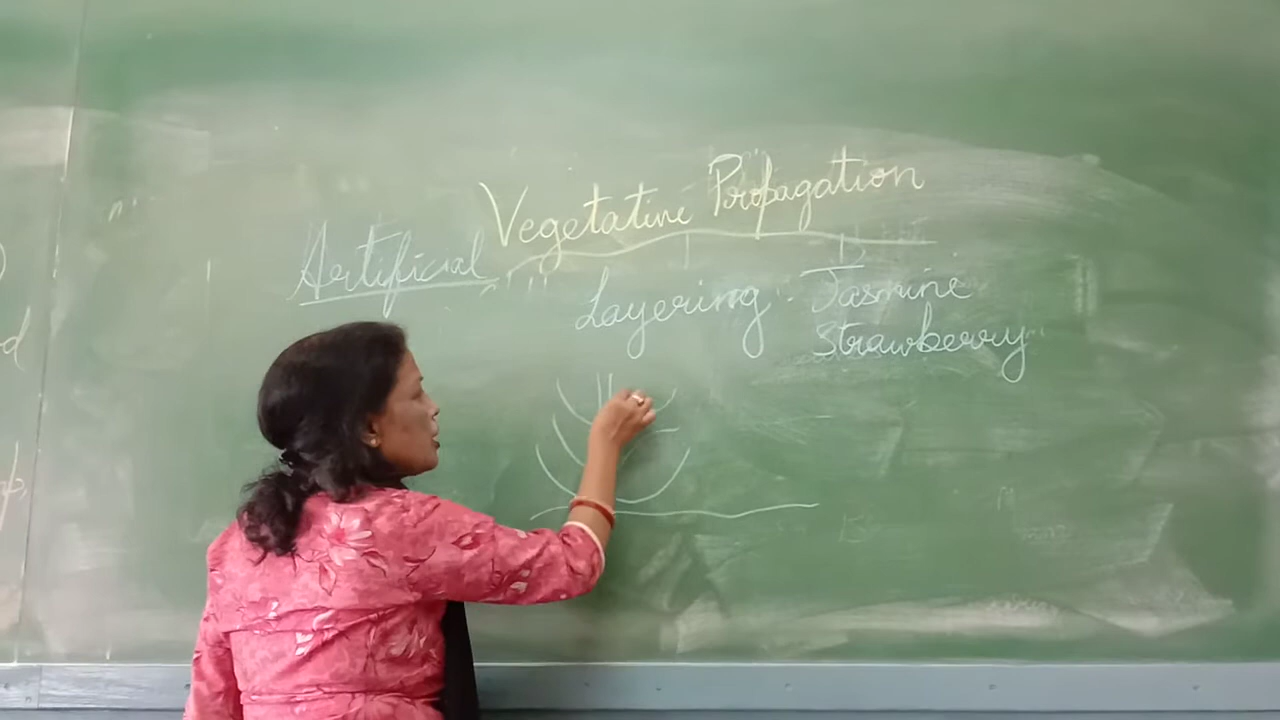 Vegetative Propagation
Artificial
Layering : Jasmine
Strawberry